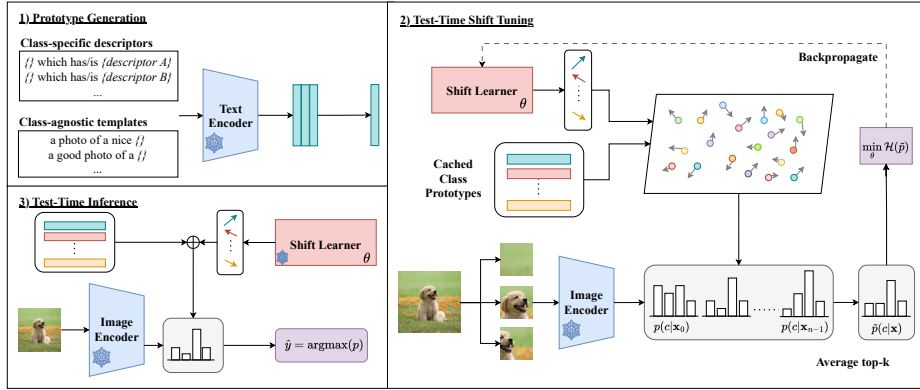 1) Prototype Generation
Class-specific descriptors
{} which has/is {descriptor A}
{} which has/is {descriptor B}
...
Class-agnostic templates
a photo of a nice {}
a good photo of a {}
...
Text
Encoder
3) Test-Time Inference
Shift Learner
θ
Image
Encoder
ŷ = argmax(p)
2) Test-Time Shift Tuning
Backpropagate
Shift Learner
θ
Cached
Class
Prototypes
min H(p̃)
θ
Image
Encoder
p(c|x₀)
p(c|xₙ₋₁)
p̃(c|x)
Average top-k